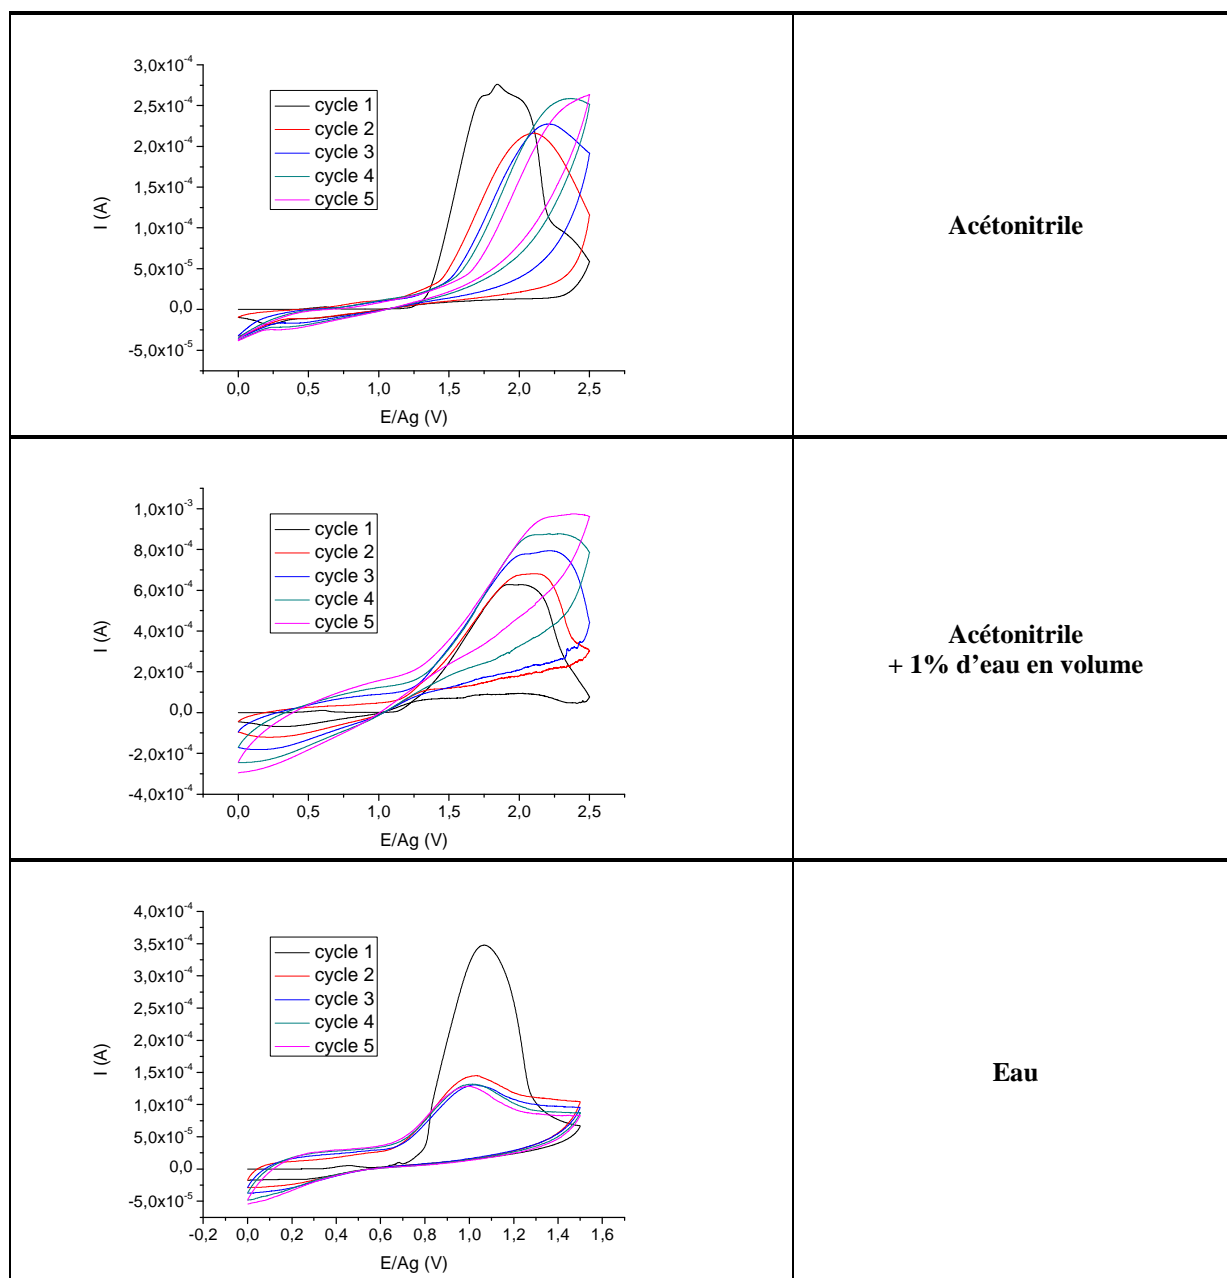 3,0x10⁻⁴
2,5x10⁻⁴
2,0x10⁻⁴
1,5x10⁻⁴
1,0x10⁻⁴
5,0x10⁻⁵
0,0
-5,0x10⁻⁵
I (A)
cycle 1
cycle 2
cycle 3
cycle 4
cycle 5
0,0 0,5 1,0 1,5 2,0 2,5
E/Ag (V)
Acétonitrile
1,0x10⁻³
8,0x10⁻⁴
6,0x10⁻⁴
4,0x10⁻⁴
2,0x10⁻⁴
0,0
-2,0x10⁻⁴
-4,0x10⁻⁴
I (A)
cycle 1
cycle 2
cycle 3
cycle 4
cycle 5
0,0 0,5 1,0 1,5 2,0 2,5
E/Ag (V)
Acétonitrile
+ 1% d’eau en volume
4,0x10⁻⁴
3,5x10⁻⁴
3,0x10⁻⁴
2,5x10⁻⁴
2,0x10⁻⁴
1,5x10⁻⁴
1,0x10⁻⁴
5,0x10⁻⁵
0,0
-5,0x10⁻⁵
I (A)
cycle 1
cycle 2
cycle 3
cycle 4
cycle 5
-0,2 0,0 0,2 0,4 0,6 0,8 1,0 1,2 1,4 1,6
E/Ag (V)
Eau